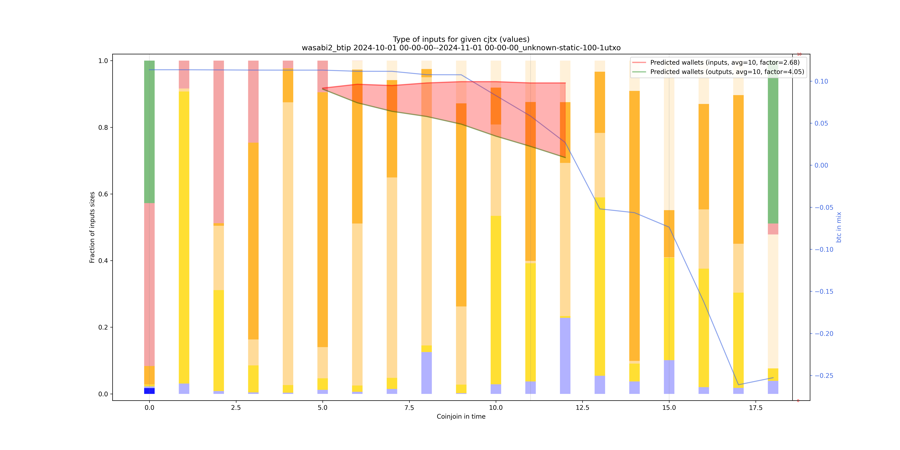 Type of inputs for given cjtx (values)
wasabi2_btip 2024-10-01 00-00-00--2024-11-01 00-00-00_unknown-static-100-1utxo
Predicted wallets (inputs, avg=10, factor=2.68)
Predicted wallets (outputs, avg=10, factor=4.05)
1.0
0.8
0.6
0.4
0.2
0.0
Fraction of inputs sizes
0.10
0.05
0.00
−0.05
−0.10
−0.15
−0.20
−0.25
btc in mix
0.0 2.5 5.0 7.5 10.0 12.5 15.0 17.5
Coinjoin in time